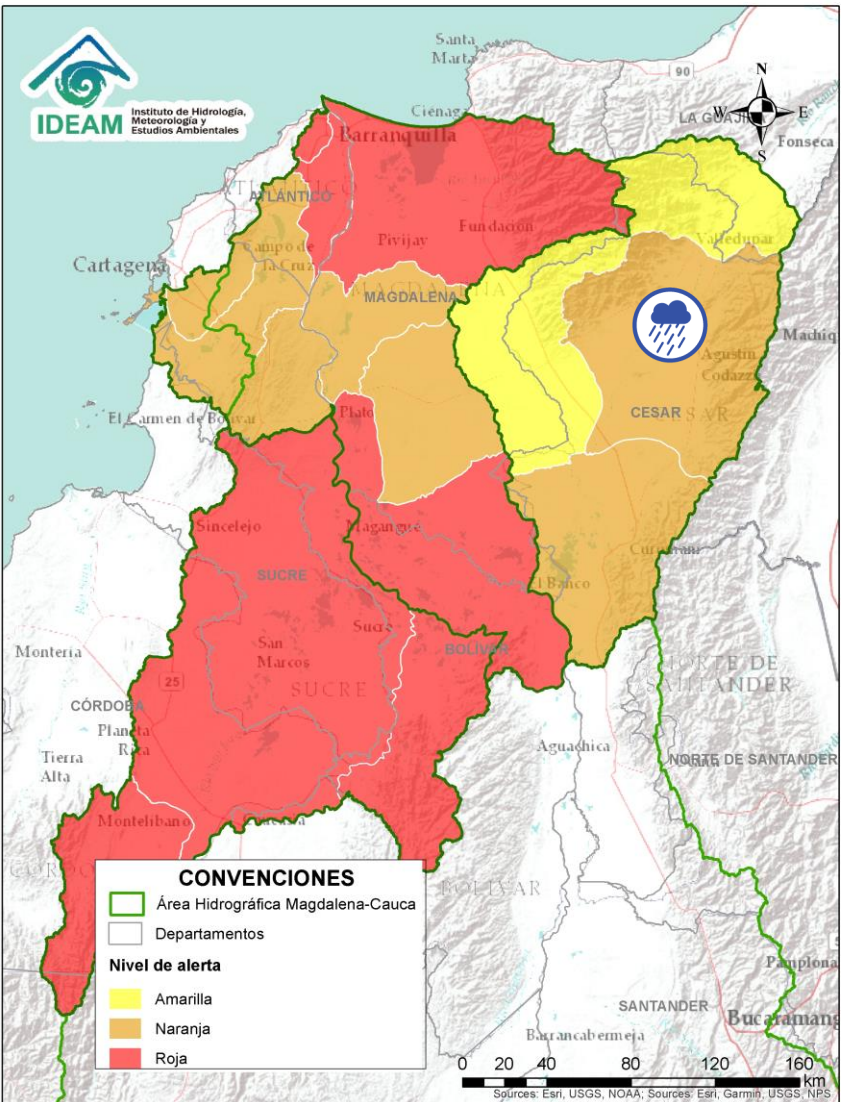 IDEAM
Instituto de Hidrología,
Meteorología y
Estudios Ambientales
Santa
Marta
90
N
W
E
S
LA GUAJIRA
Fonseca
Ciénaga
Barranquilla
ATLÁNTICO
Fundación
Pivijay
Valledupar
Campo de
la Cruz
Cartagena
MAGDALENA
Agustín
Codazzi
CESAR
El Carmen de Bolívar
Plato
Sincelejo
Magangué
SUCRE
El Banco
Sucre
BOLÍVAR
San
Marcos
SUCRE
Montería
25
CÓRDOBA
Planeta
Rica
Tierra
Alta
NORTE DE
SANTANDER
Aguachica
NORTE DE SANTANDER
Montelíbano
BOLÍVAR
CONVENCIONES
Área Hidrográfica Magdalena-Cauca
Departamentos
Nivel de alerta
Amarilla
Naranja
Roja
Pamplona
SANTANDER
Bucaramang
Barrancabermeja
0 20 40 80 120 160
km
Sources: Esri, USGS, NOAA; Sources: Esri, Garmin, USGS, NPS